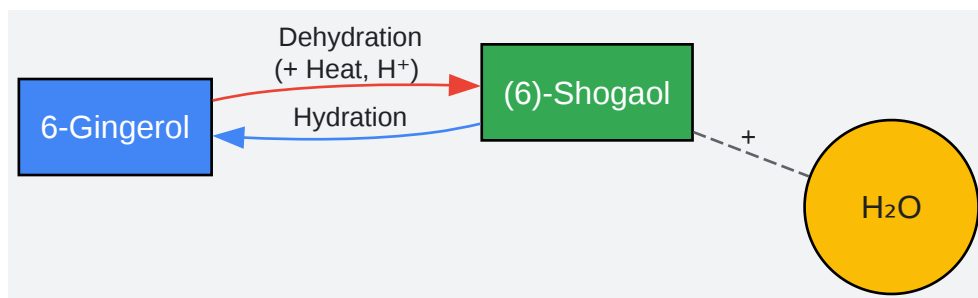 Dehydration
(+ Heat, H⁺)
6-Gingerol
(6)-Shogaol
Hydration
+
H₂O